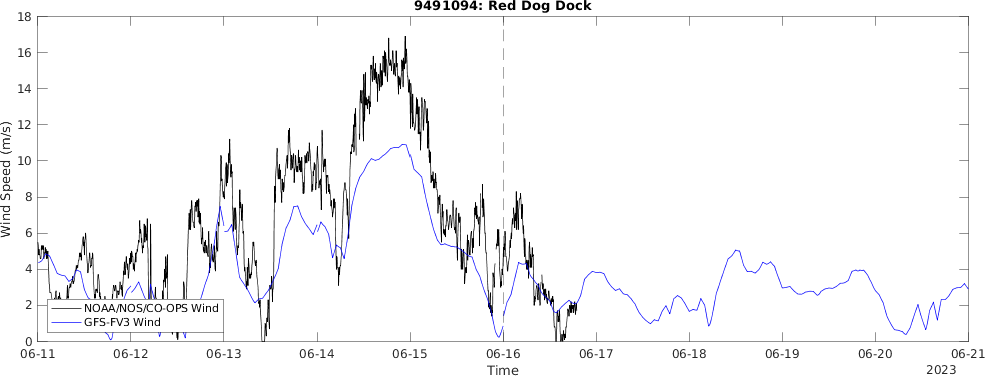 9491094: Red Dog Dock
Wind Speed (m/s)
18
16
14
12
10
8
6
4
2
0
NOAA/NOS/CO-OPS Wind
GFS-FV3 Wind
06-11 06-12 06-13 06-14 06-15 06-16 06-17 06-18 06-19 06-20 06-21
Time
2023